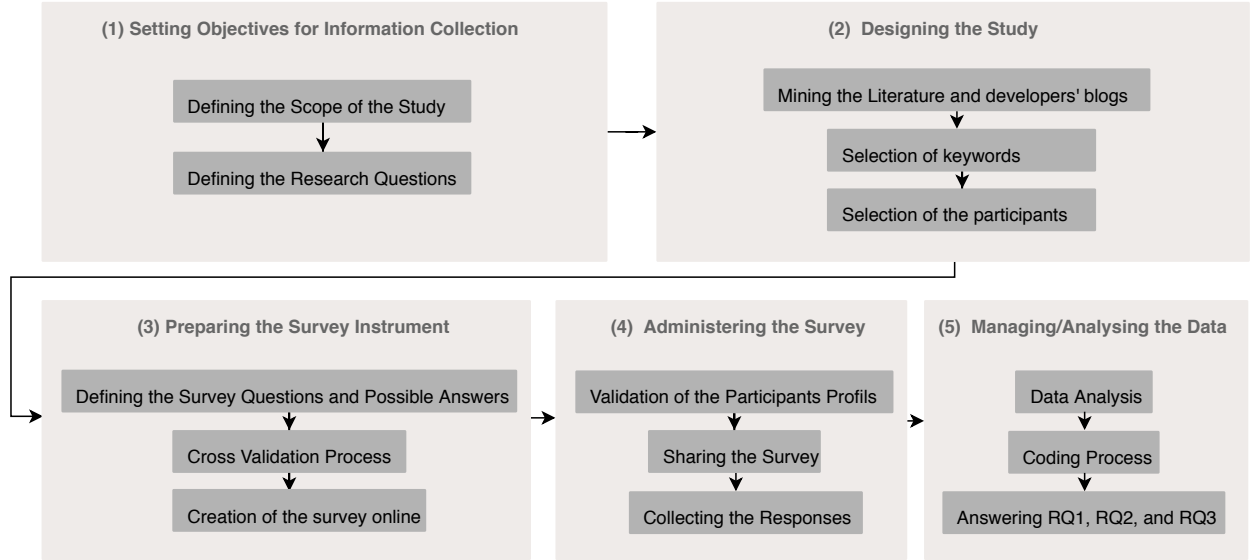 (1) Setting Objectives for Information Collection
Defining the Scope of the Study
Defining the Research Questions
(2) Designing the Study
Mining the Literature and developers' blogs
Selection of keywords
Selection of the participants
(3) Preparing the Survey Instrument
Defining the Survey Questions and Possible Answers
Cross Validation Process
Creation of the survey online
(4) Administering the Survey
Validation of the Participants Profils
Sharing the Survey
Collecting the Responses
(5) Managing/Analysing the Data
Data Analysis
Coding Process
Answering RQ1, RQ2, and RQ3